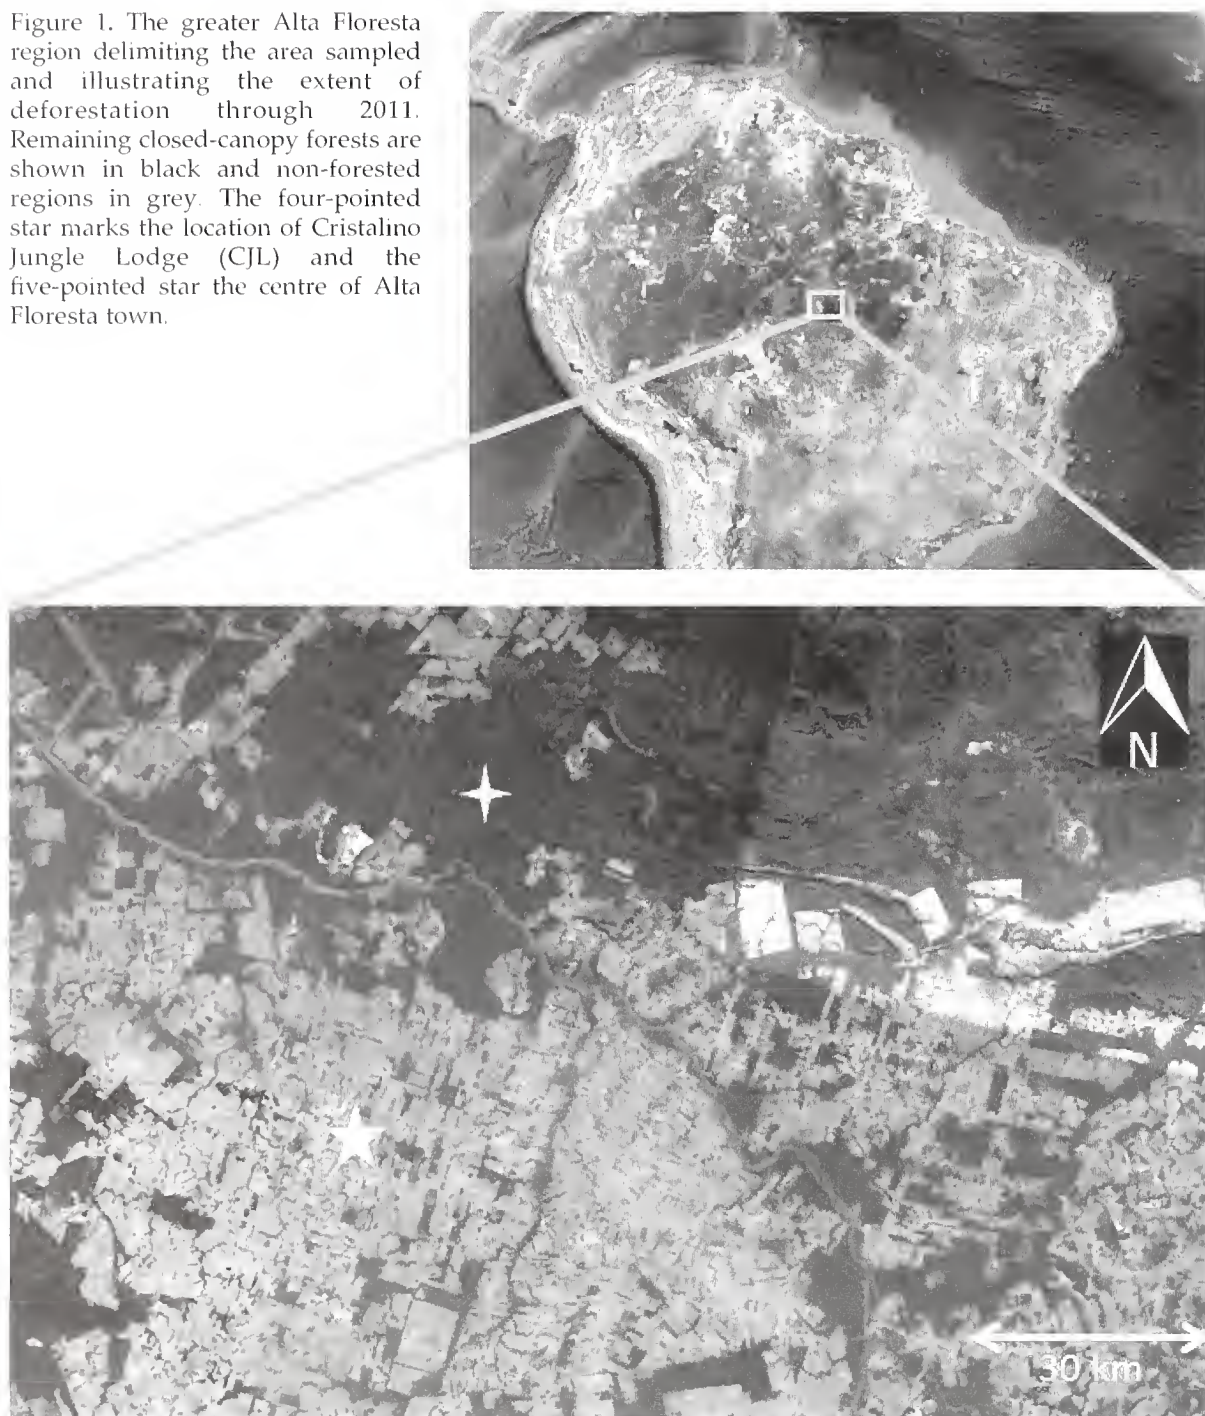 Figure 1. The greater Alta Floresta
region delimiting the area sampled
and illustrating the extent of
deforestation through 2011.
Remaining closed-canopy forests are
shown in black and non-forested
regions in grey. The four-pointed
star marks the location of Cristalino
Jungle Lodge (CJL) and the
five-pointed star the centre of Alta
Floresta town.
N
30 km